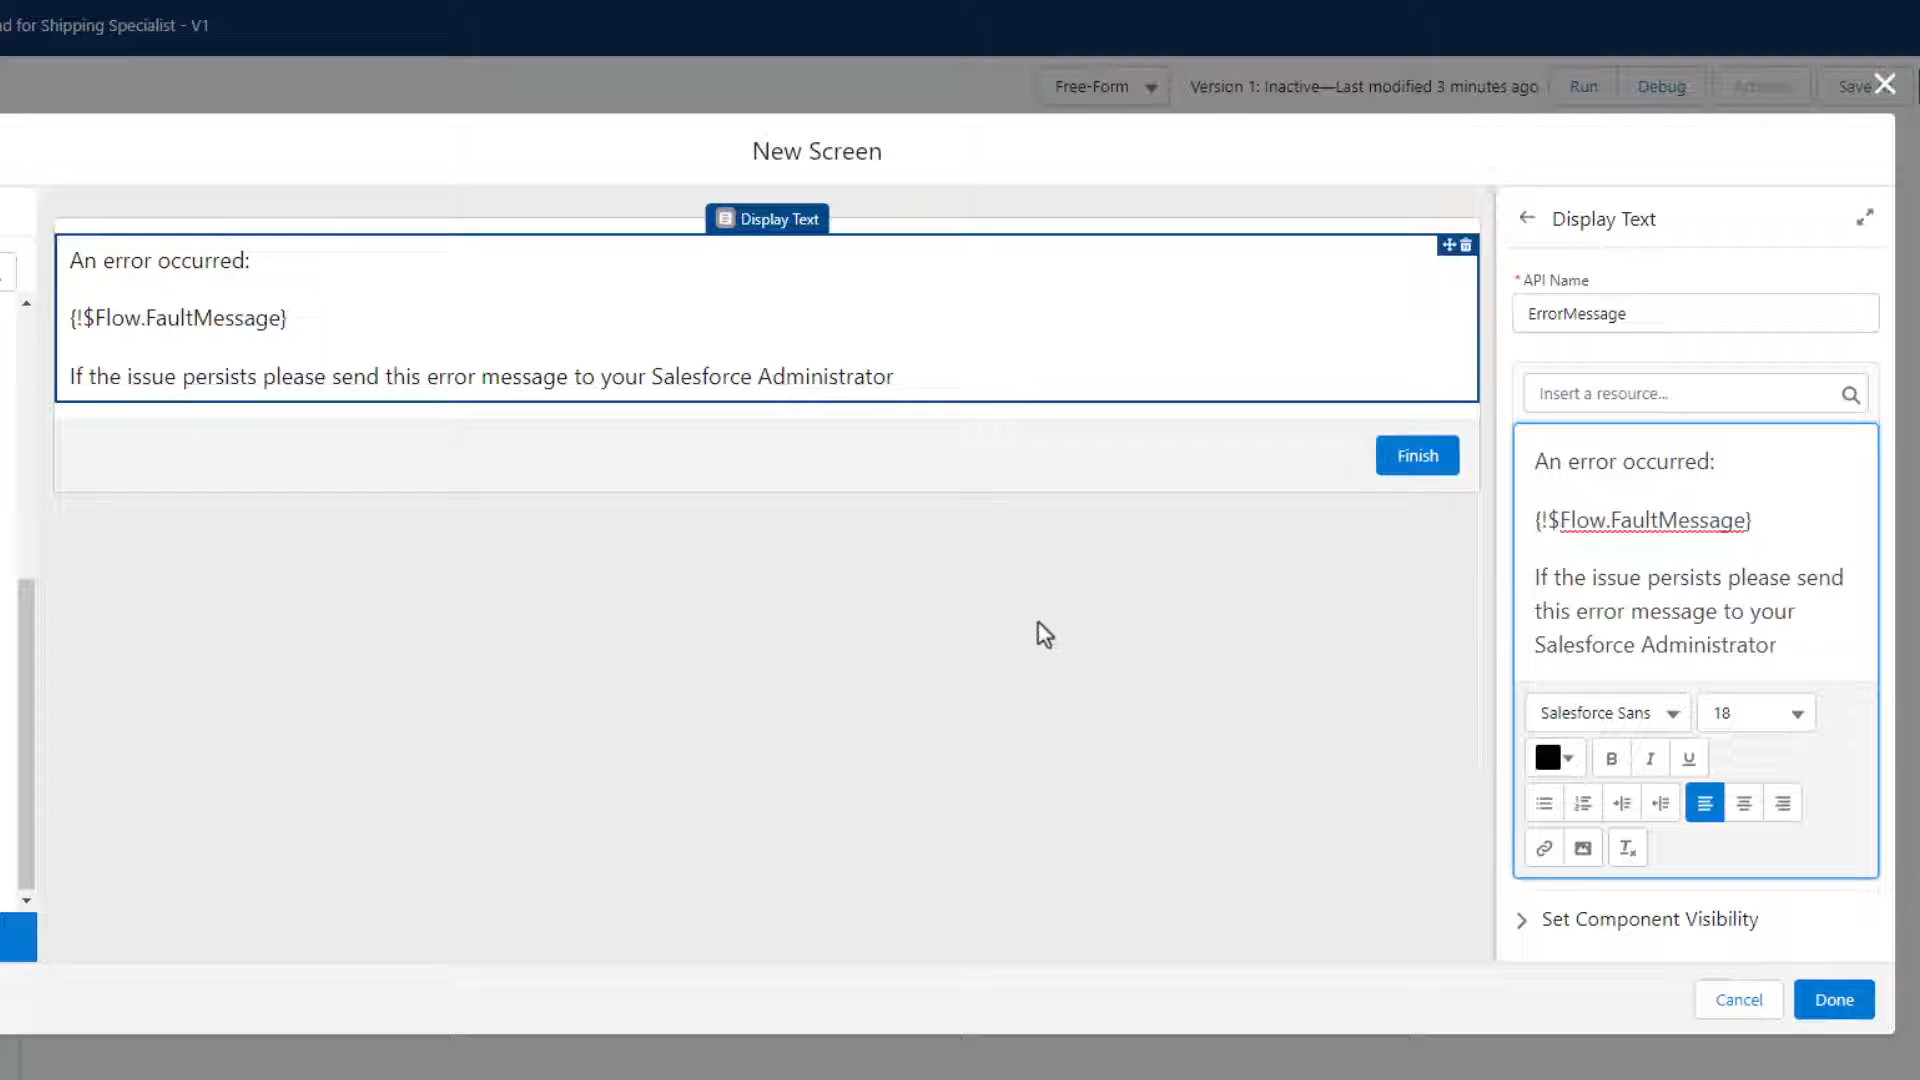 d for Shipping Specialist - V1
Free-Form
Version 1: Inactive—Last modified 3 minutes ago
Run
Debug
Save
New Screen
Display Text
An error occurred:
{!$Flow.FaultMessage}
If the issue persists please send this error message to your Salesforce Administrator
Finish
Display Text
* API Name
ErrorMessage
Insert a resource...
An error occurred:
{!$Flow.FaultMessage}
If the issue persists please send
this error message to your
Salesforce Administrator
Salesforce Sans
18
B I U
Set Component Visibility
Cancel
Done